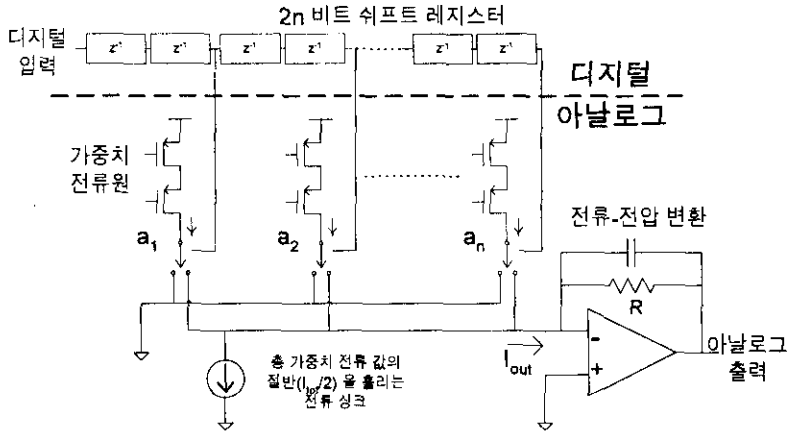 2n 비트 쉬프트 레지스터
디지털
입력
z⁻¹
z⁻¹
z⁻¹
z⁻¹
z⁻¹
z⁻¹
디지털
아날로그
가중치
전류원
a₁
a₂
aₙ
전류-전압 변환
R
-
+
I_out
아날로그
출력
총 가중치 전류 값의
절반(I_tot/2) 을 흘리는
전류 싱크